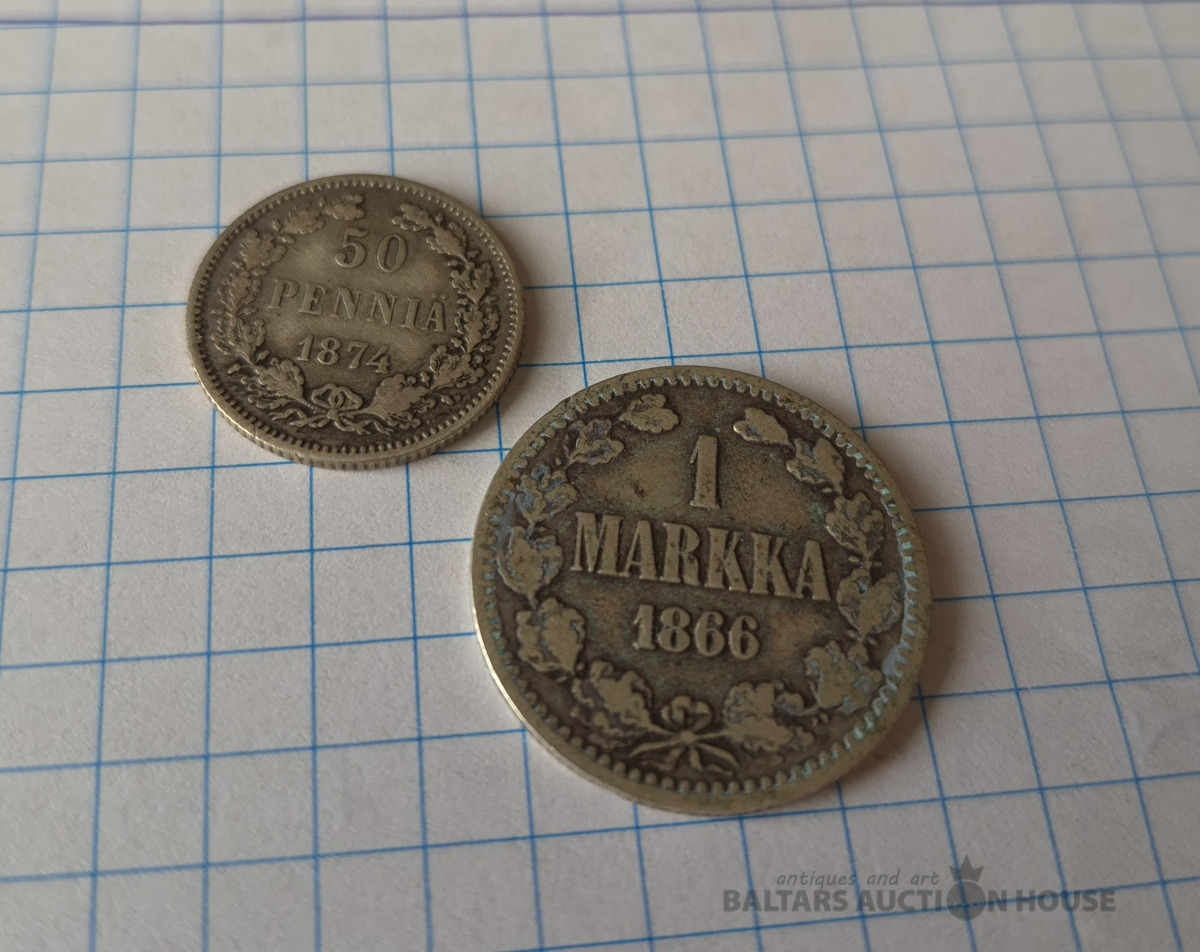 50
PENNIÄ
1874
1
MARKKA
1866
antiques and art
BALTARS AUCTION HOUSE